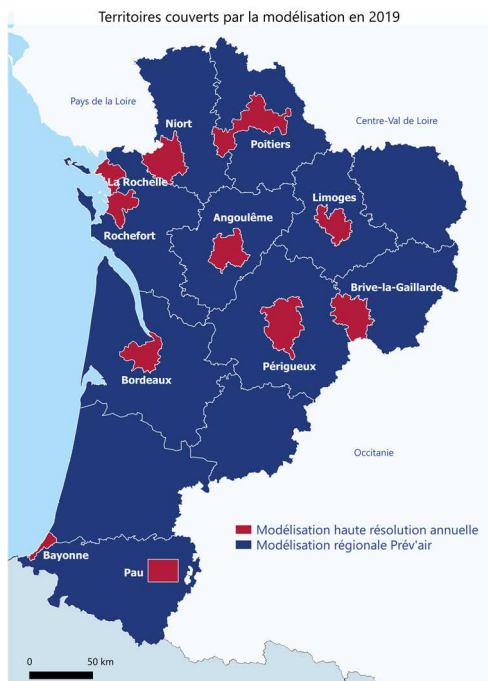 Territoires couverts par la modélisation en 2019
Pays de la Loire
Niort
Centre-Val de Loire
Poitiers
La Rochelle
Limoges
Angoulême
Rochefort
Brive-la-Gaillarde
Périgueux
Bordeaux
Occitanie
Modélisation haute résolution annuelle
Modélisation régionale Prév'air
Bayonne
Pau
0 50 km